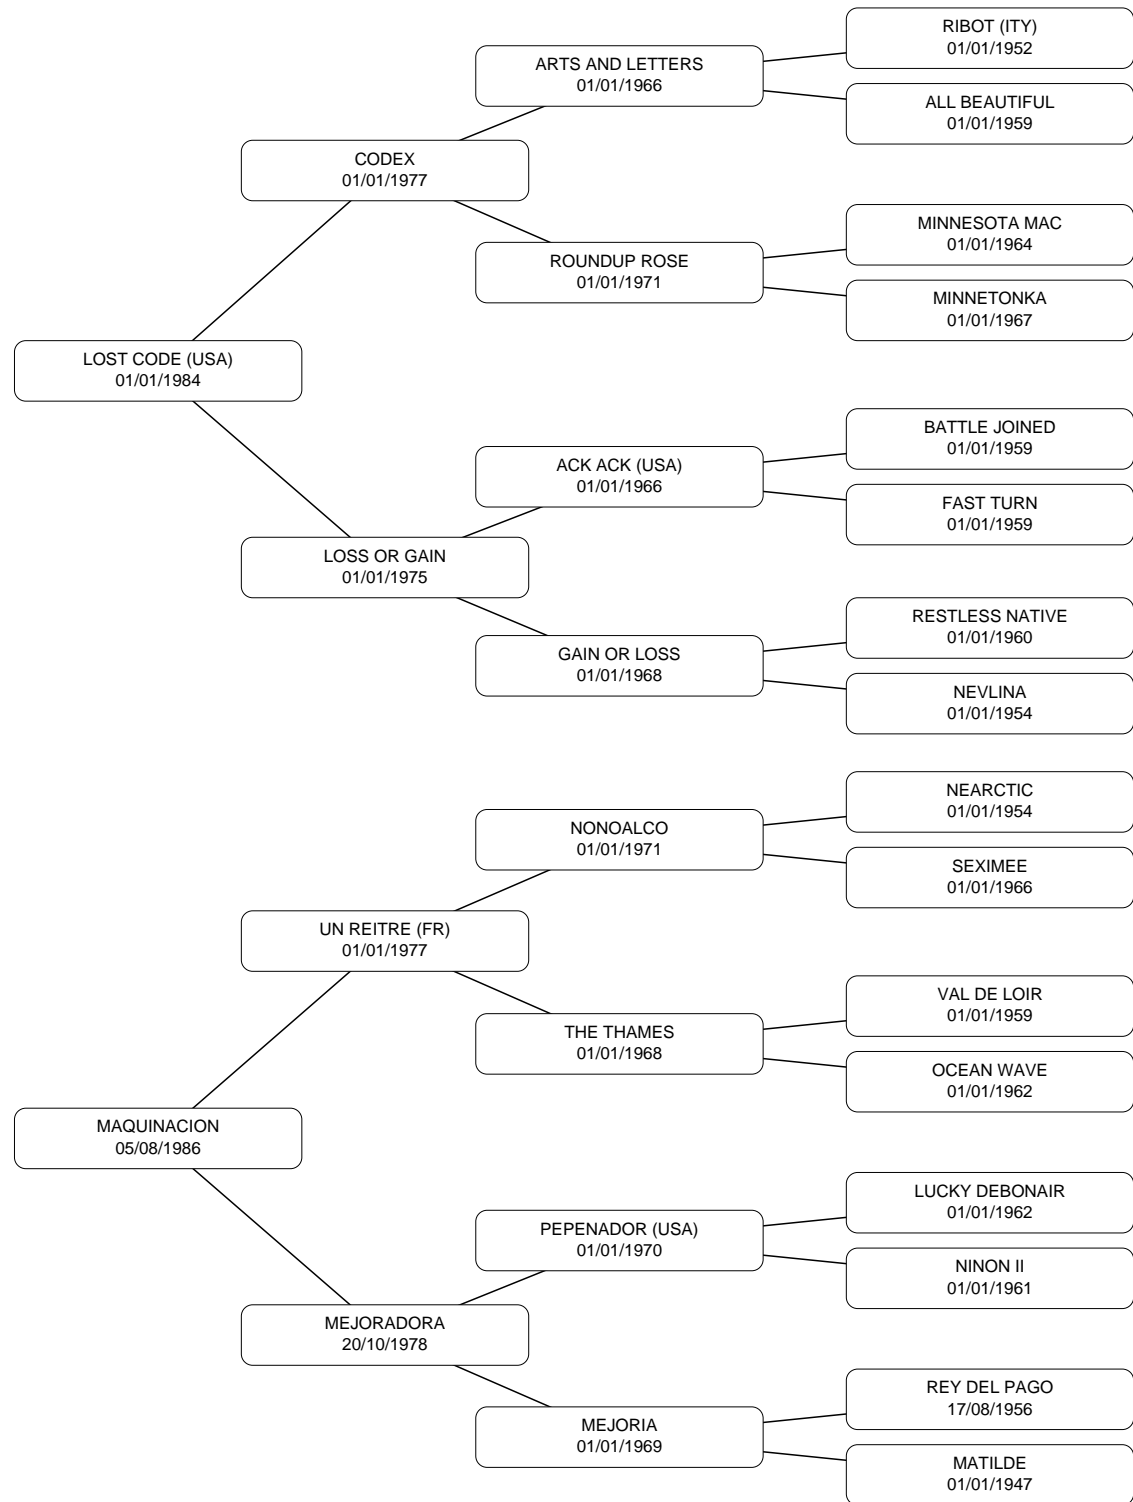 RIBOT (ITY)
01/01/1952
ARTS AND LETTERS
01/01/1966
ALL BEAUTIFUL
01/01/1959
CODEX
01/01/1977
MINNESOTA MAC
01/01/1964
ROUNDUP ROSE
01/01/1971
MINNETONKA
01/01/1967
LOST CODE (USA)
01/01/1984
BATTLE JOINED
01/01/1959
ACK ACK (USA)
01/01/1966
FAST TURN
01/01/1959
LOSS OR GAIN
01/01/1975
RESTLESS NATIVE
01/01/1960
GAIN OR LOSS
01/01/1968
NEVLINA
01/01/1954
NEARCTIC
01/01/1954
NONOALCO
01/01/1971
SEXIMEE
01/01/1966
UN REITRE (FR)
01/01/1977
VAL DE LOIR
01/01/1959
THE THAMES
01/01/1968
OCEAN WAVE
01/01/1962
MAQUINACION
05/08/1986
LUCKY DEBONAIR
01/01/1962
PEPENADOR (USA)
01/01/1970
NINON II
01/01/1961
MEJORADORA
20/10/1978
REY DEL PAGO
17/08/1956
MEJORIA
01/01/1969
MATILDE
01/01/1947